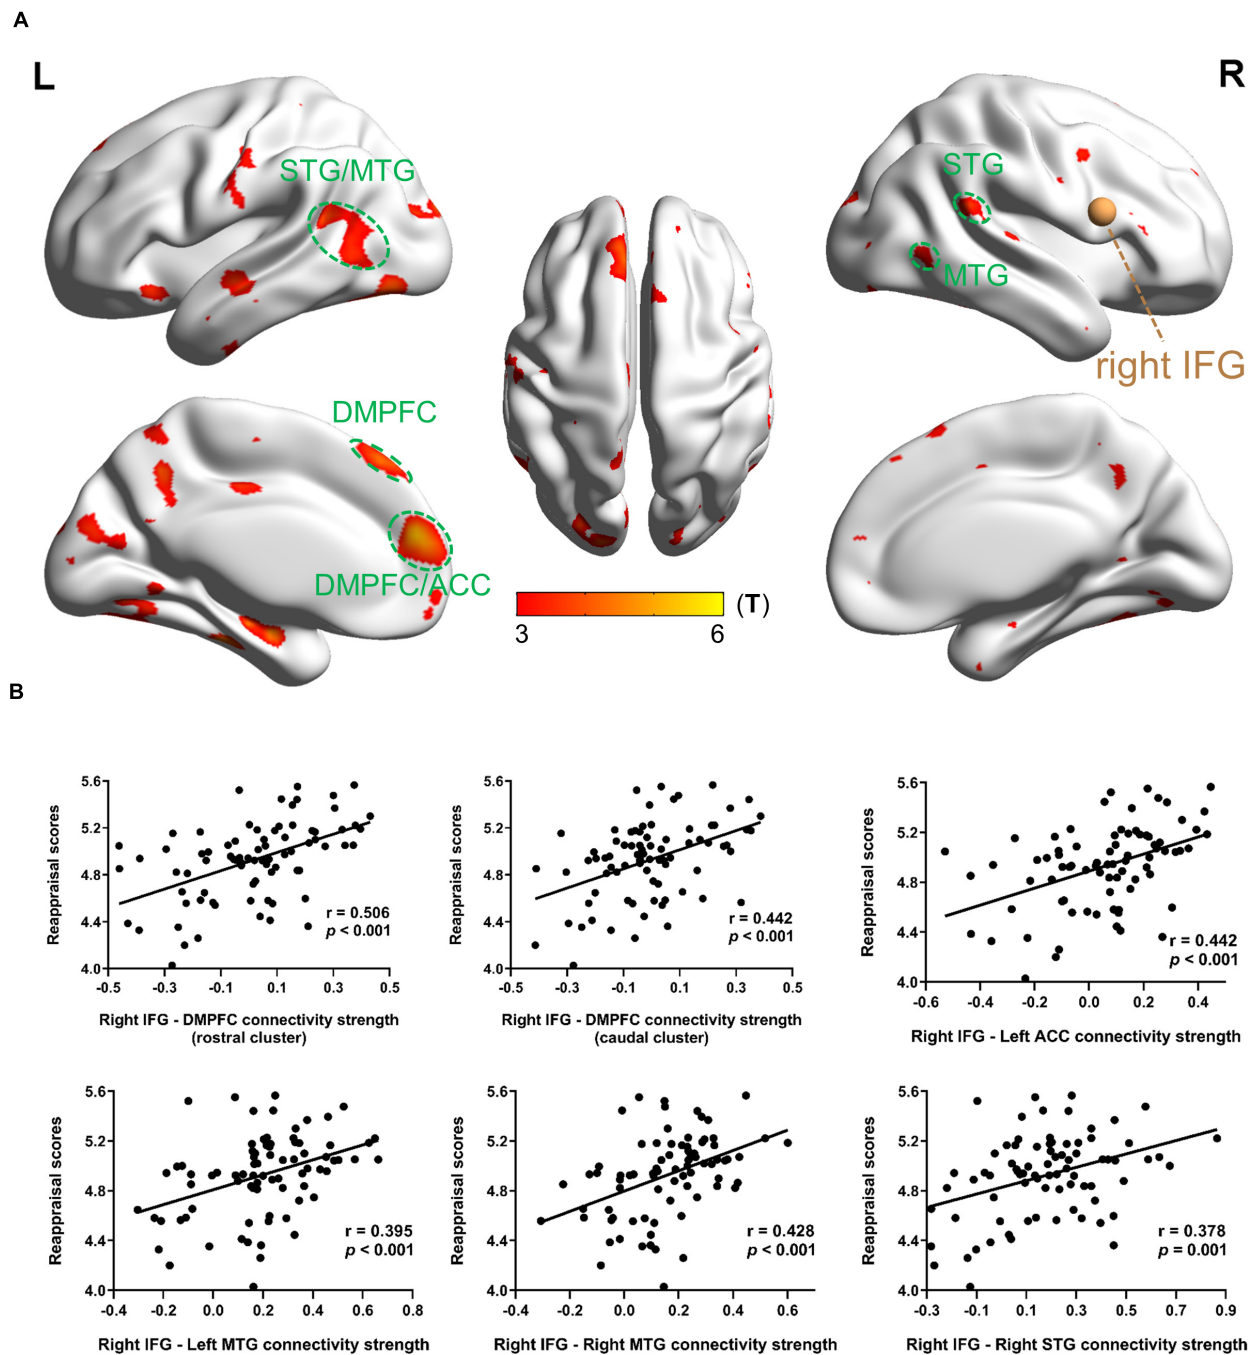 A
L
R
STG/MTG
STG
MTG
right IFG
DMPFC
DMPFC/ACC
3
6
(T)
B
Reappraisal scores
5.6
5.2
4.8
4.4
4.0
-0.5
-0.3
-0.1
0.1
0.3
0.5
r = 0.506
p < 0.001
Right IFG - DMPFC connectivity strength
(rostral cluster)
Reappraisal scores
5.6
5.2
4.8
4.4
4.0
-0.5
-0.3
-0.1
0.1
0.3
0.5
r = 0.442
p < 0.001
Right IFG - DMPFC connectivity strength
(caudal cluster)
Reappraisal scores
5.6
5.2
4.8
4.4
4.0
-0.6
-0.4
-0.2
0.0
0.2
0.4
r = 0.442
p < 0.001
Right IFG - Left ACC connectivity strength
Reappraisal scores
5.6
5.2
4.8
4.4
4.0
-0.4
-0.2
0.0
0.2
0.4
0.6
0.8
r = 0.395
p < 0.001
Right IFG - Left MTG connectivity strength
Reappraisal scores
5.6
5.2
4.8
4.4
4.0
-0.4
-0.2
0.0
0.2
0.4
0.6
r = 0.428
p < 0.001
Right IFG - Right MTG connectivity strength
Reappraisal scores
5.6
5.2
4.8
4.4
4.0
-0.3
-0.1
0.1
0.3
0.5
0.7
0.9
r = 0.378
p = 0.001
Right IFG - Right STG connectivity strength